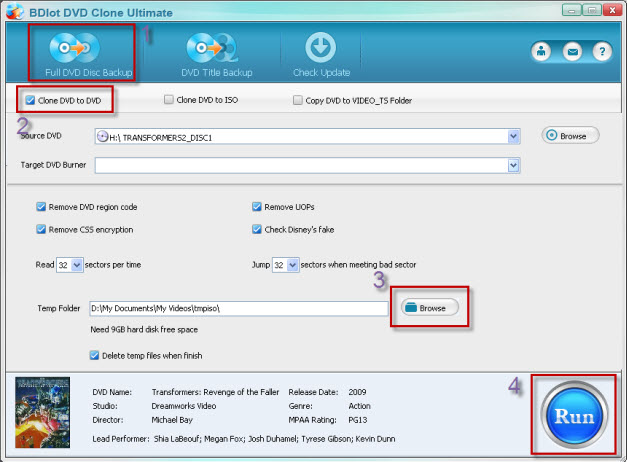 BDlot DVD Clone Ultimate
1
Full DVD Disc Backup
DVD Title Backup
Check Update
?
Clone DVD to DVD
Clone DVD to ISO
Copy DVD to VIDEO_TS Folder
2
Source DVD
H:\ TRANSFORMERS2_DISC1
Browse
Target DVD Burner
Remove DVD region code
Remove UOPs
Remove CSS encryption
Check Disney's fake
Read 32 sectors per time
Jump 32 sectors when meeting bad sector
3
Temp Folder
D:\My Documents\My Videos\tmpiso\
Browse
Need 9GB hard disk free space
Delete temp files when finish
4
DVD Name: Transformers: Revenge of the Faller Release Date: 2009
Studio: Dreamworks Video Genre: Action
Director: Michael Bay MPAA Rating: PG13
Lead Performer: Shia LaBeouf; Megan Fox; Josh Duhamel; Tyrese Gibson; Kevin Dunn
Run